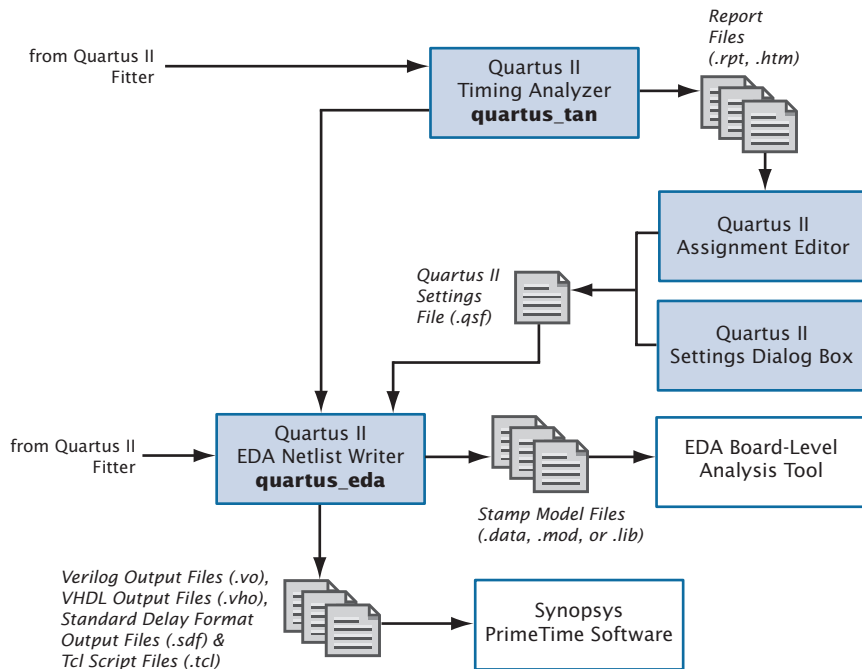 from Quartus II
Fitter
Quartus II
Timing Analyzer
quartus_tan
Report
Files
(.rpt, .htm)
Quartus II
Assignment Editor
Quartus II
Settings
File (.qsf)
Quartus II
Settings Dialog Box
from Quartus II
Fitter
Quartus II
EDA Netlist Writer
quartus_eda
Stamp Model Files
(.data, .mod, or .lib)
EDA Board-Level
Analysis Tool
Verilog Output Files (.vo),
VHDL Output Files (.vho),
Standard Delay Format
Output Files (.sdf) &
Tcl Script Files (.tcl)
Synopsys
PrimeTime Software